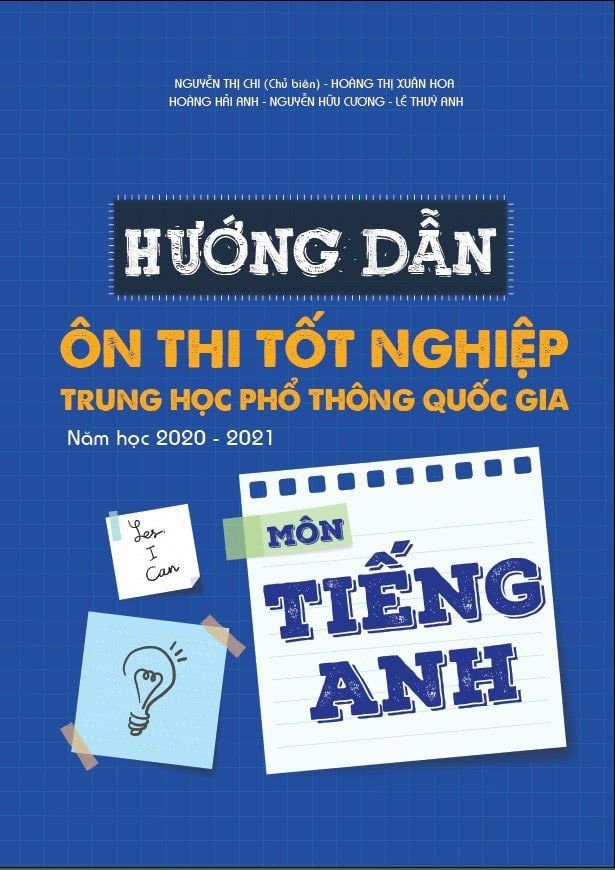 NGUYỄN THỊ CHI (Chủ biên) - HOÀNG THỊ XUÂN HOA
HOÀNG HẢI ANH - NGUYỄN HỮU CƯƠNG - LÊ THUỲ ANH
HƯỚNG DẪN
ÔN THI TỐT NGHIỆP
TRUNG HỌC PHỔ THÔNG QUỐC GIA
Năm học 2020 - 2021
MÔN
TIẾNG
ANH
Yes,
I
Can